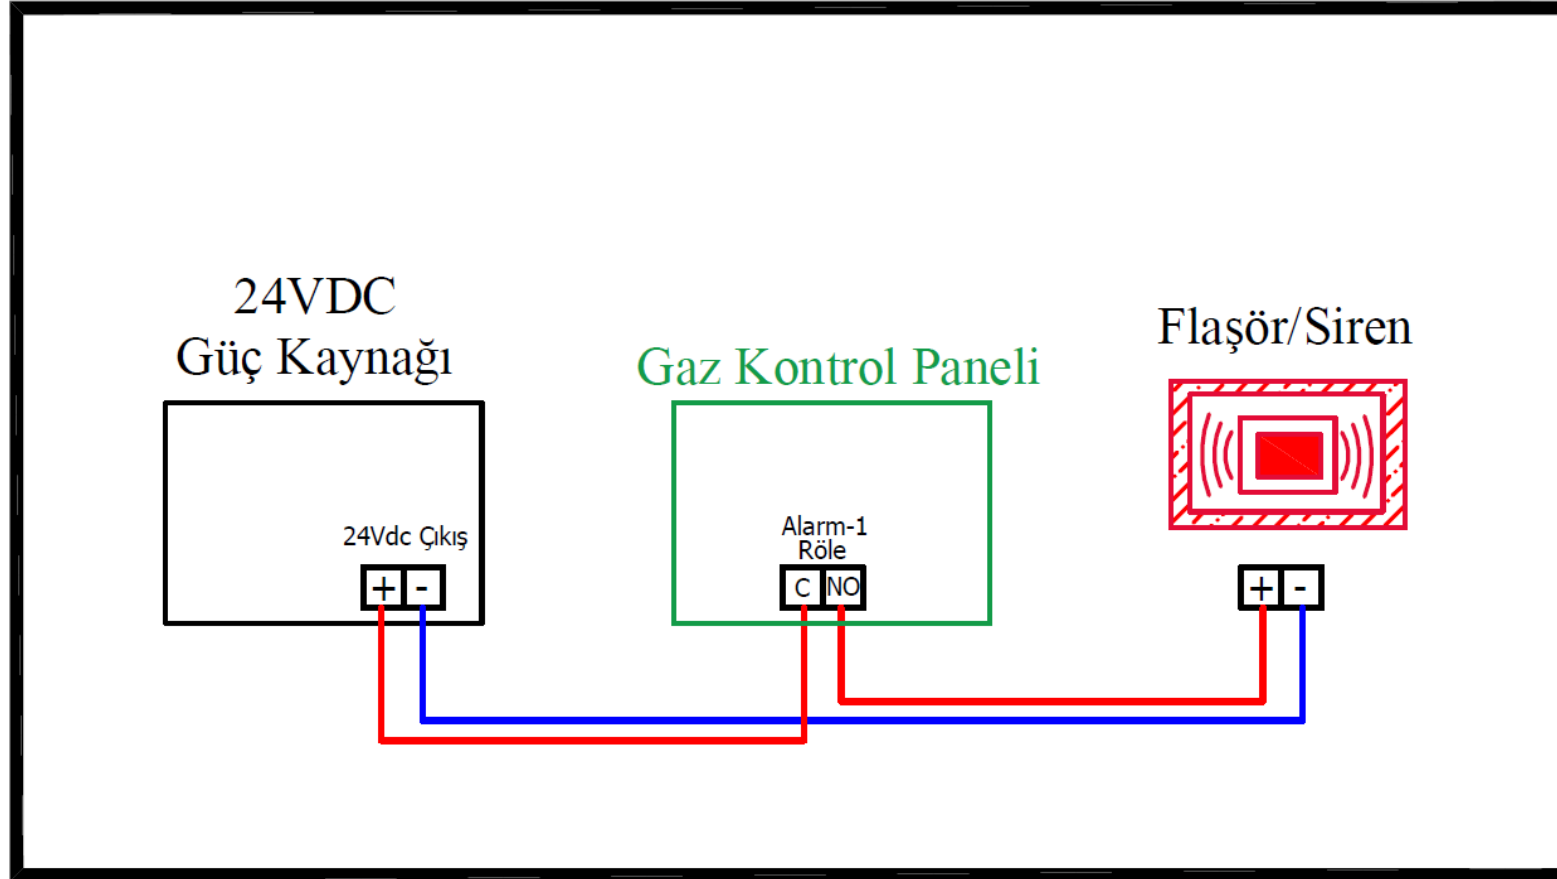 24VDC
Güç Kaynağı
24Vdc Çıkış
+ -
Gaz Kontrol Paneli
Alarm-1
Röle
C NO
Flaşör/Siren
+ -